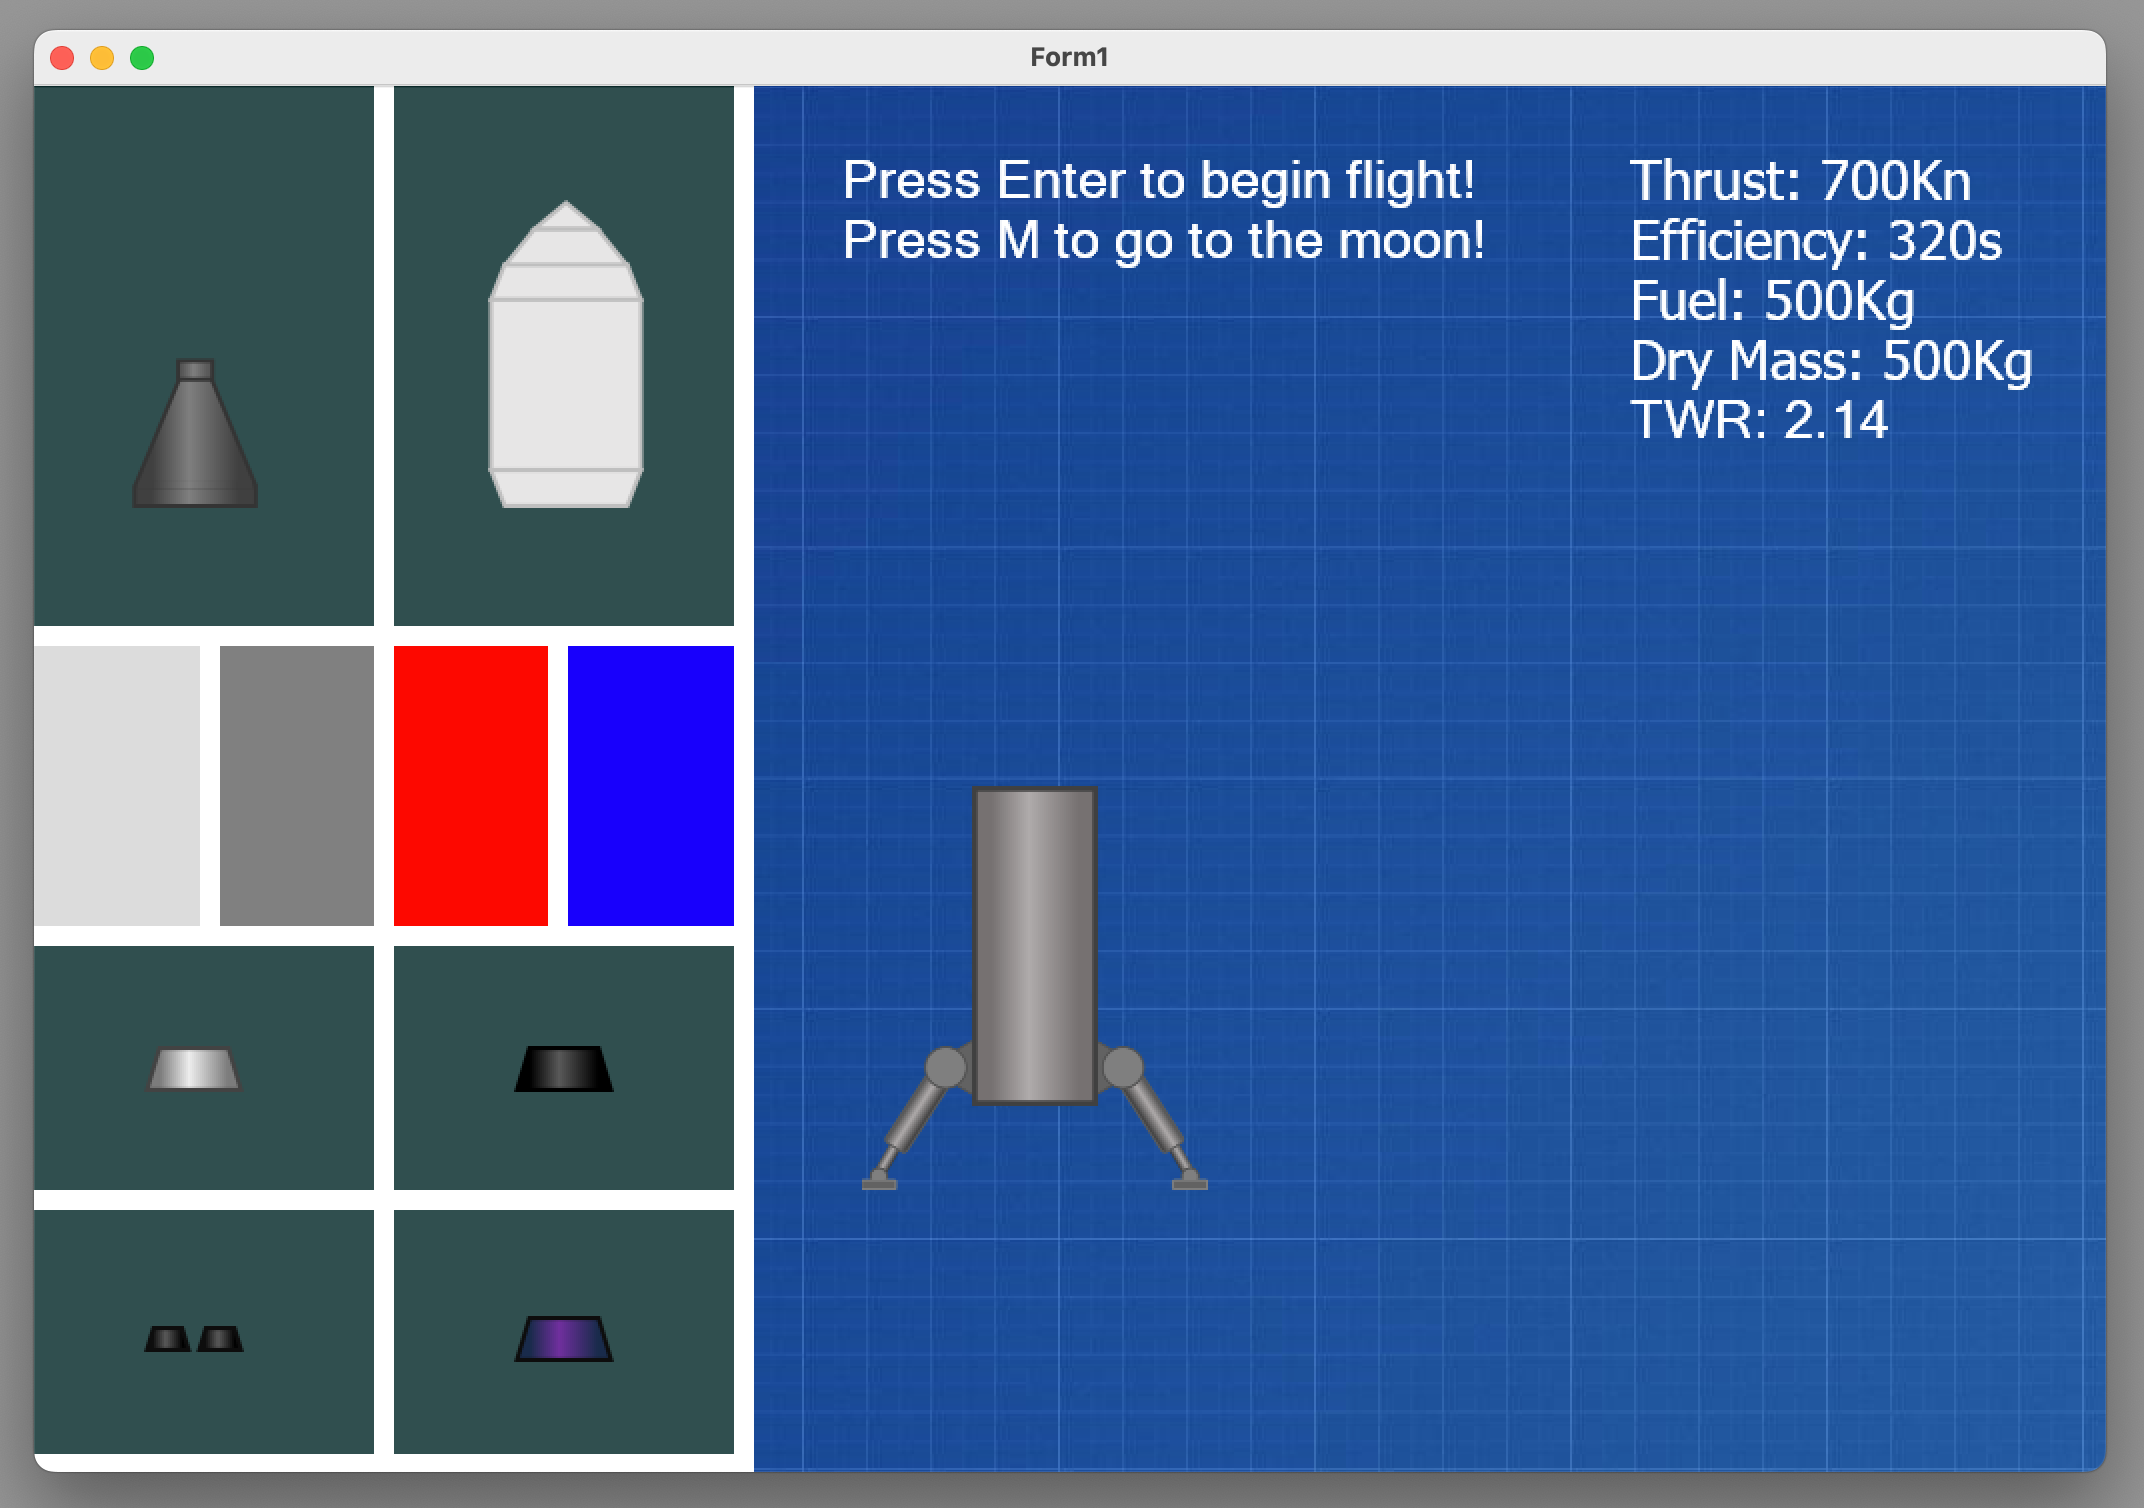 Form1
Press Enter to begin flight!
Press M to go to the moon!
Thrust: 700Kn
Efficiency: 320s
Fuel: 500Kg
Dry Mass: 500Kg
TWR: 2.14